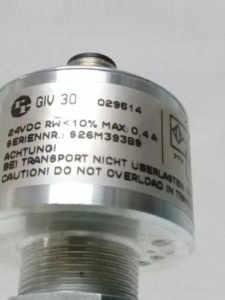 GIV 30 029514
24VDC RW<10% MAX: 0,4 A
SERIENNR.: 926M39389
ACHTUNG!
BEI TRANSPORT NICHT ÜBERLASTEN
CAUTION! DO NOT OVERLOAD IN